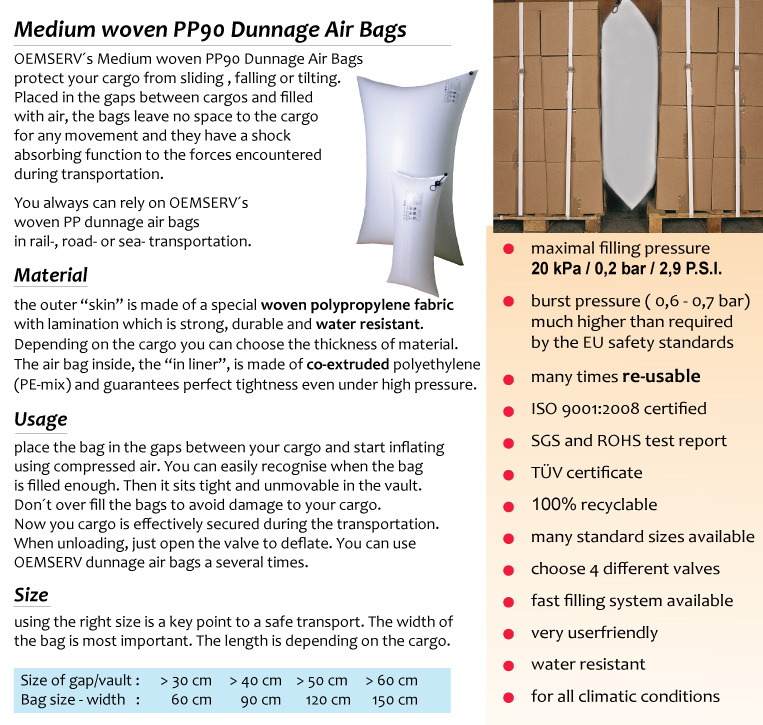 Medium woven PP90 Dunnage Air Bags
OEMSERV´s Medium woven PP90 Dunnage Air Bags
protect your cargo from sliding , falling or tilting.
Placed in the gaps between cargos and filled
with air, the bags leave no space to the cargo
for any movement and they have a shock
absorbing function to the forces encountered
during transportation.
You always can rely on OEMSERV´s
woven PP dunnage air bags
in rail-, road- or sea- transportation.
Material
the outer “skin” is made of a special woven polypropylene fabric
with lamination which is strong, durable and water resistant.
Depending on the cargo you can choose the thickness of material.
The air bag inside, the “in liner”, is made of co-extruded polyethylene
(PE-mix) and guarantees perfect tightness even under high pressure.
Usage
place the bag in the gaps between your cargo and start inflating
using compressed air. You can easily recognise when the bag
is filled enough. Then it sits tight and unmovable in the vault.
Don´t over fill the bags to avoid damage to your cargo.
Now you cargo is effectively secured during the transportation.
When unloading, just open the valve to deflate. You can use
OEMSERV dunnage air bags a several times.
Size
using the right size is a key point to a safe transport. The width of
the bag is most important. The length is depending on the cargo.
Size of gap/vault : > 30 cm > 40 cm > 50 cm > 60 cm
Bag size - width : 60 cm 90 cm 120 cm 150 cm
maximal filling pressure
20 kPa / 0,2 bar / 2,9 P.S.I.
burst pressure ( 0,6 - 0,7 bar)
much higher than required
by the EU safety standards
many times re-usable
ISO 9001:2008 certified
SGS and ROHS test report
TÜV certificate
100% recyclable
many standard sizes available
choose 4 different valves
fast filling system available
very userfriendly
water resistant
for all climatic conditions